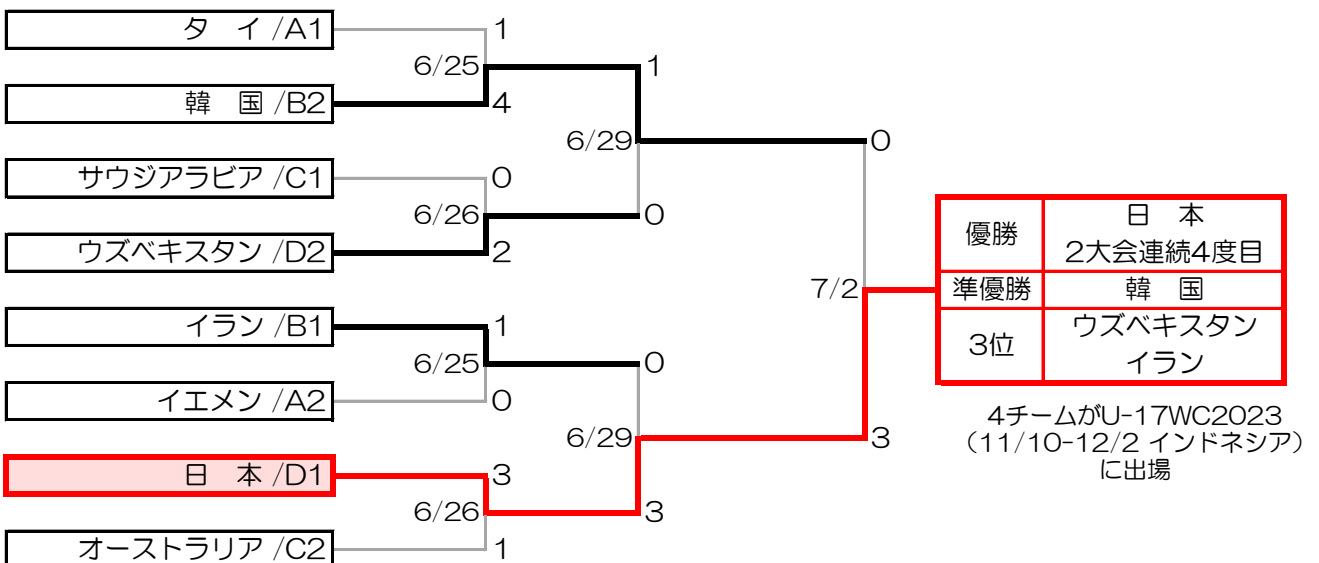 タ イ /A1
1
6/25
1
韓 国 /B2
4
6/29
0
サウジアラビア /C1
0
6/26
0
ウズベキスタン /D2
2
7/2
イラン /B1
1
6/25
0
イエメン /A2
0
6/29
3
日 本 /D1
3
6/26
3
オーストラリア /C2
1
優勝
日 本
2大会連続4度目
準優勝
韓 国
3位
ウズベキスタン
イラン
4チームがU-17WC2023
（11/10-12/2 インドネシア）
に出場